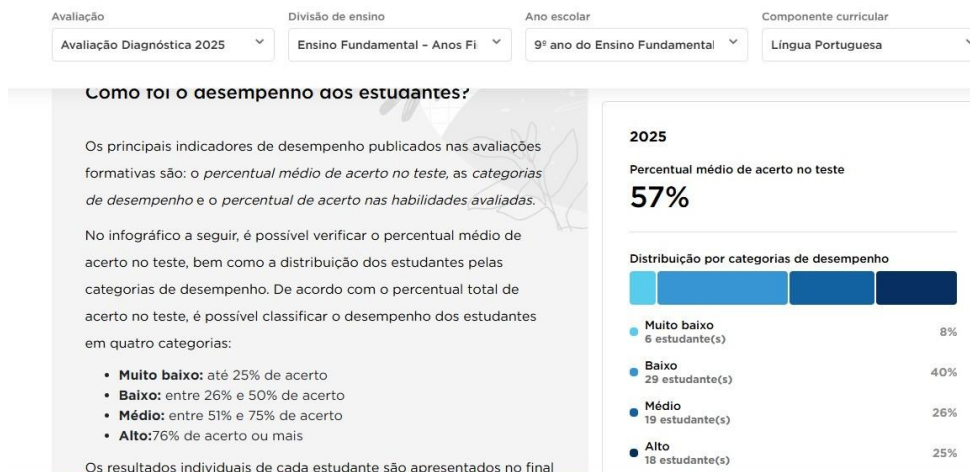 Avaliação
Divisão de ensino
Ano escolar
Componente curricular
Avaliação Diagnóstica 2025
Ensino Fundamental – Anos Fi
9º ano do Ensino Fundamental
Língua Portuguesa
Como foi o desempenho dos estudantes?
Os principais indicadores de desempenho publicados nas avaliações
formativas são: o percentual médio de acerto no teste, as categorias
de desempenho e o percentual de acerto nas habilidades avaliadas.
No infográfico a seguir, é possível verificar o percentual médio de
acerto no teste, bem como a distribuição dos estudantes pelas
categorias de desempenho. De acordo com o percentual total de
acerto no teste, é possível classificar o desempenho dos estudantes
em quatro categorias:
• Muito baixo: até 25% de acerto
• Baixo: entre 26% e 50% de acerto
• Médio: entre 51% e 75% de acerto
• Alto:76% de acerto ou mais
Os resultados individuais de cada estudante são apresentados no final
2025
Percentual médio de acerto no teste
57%
Distribuição por categorias de desempenho
Muito baixo
6 estudante(s)
8%
Baixo
29 estudante(s)
40%
Médio
19 estudante(s)
26%
Alto
18 estudante(s)
25%